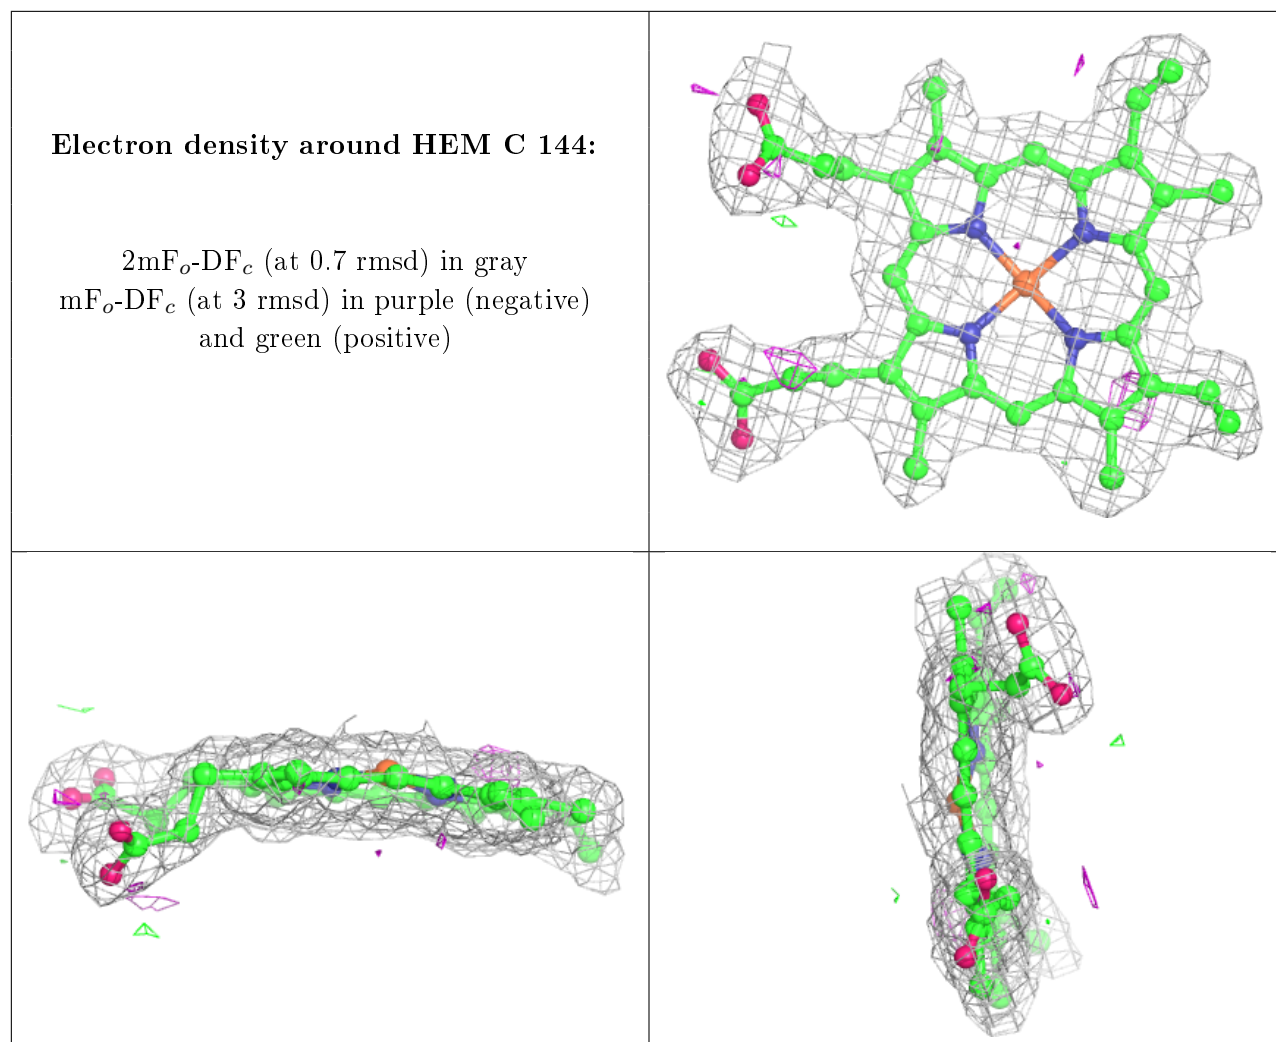 Electron density around HEM C 144:
2mFo-DFc (at 0.7 rmsd) in gray
mFo-DFc (at 3 rmsd) in purple (negative)
and green (positive)